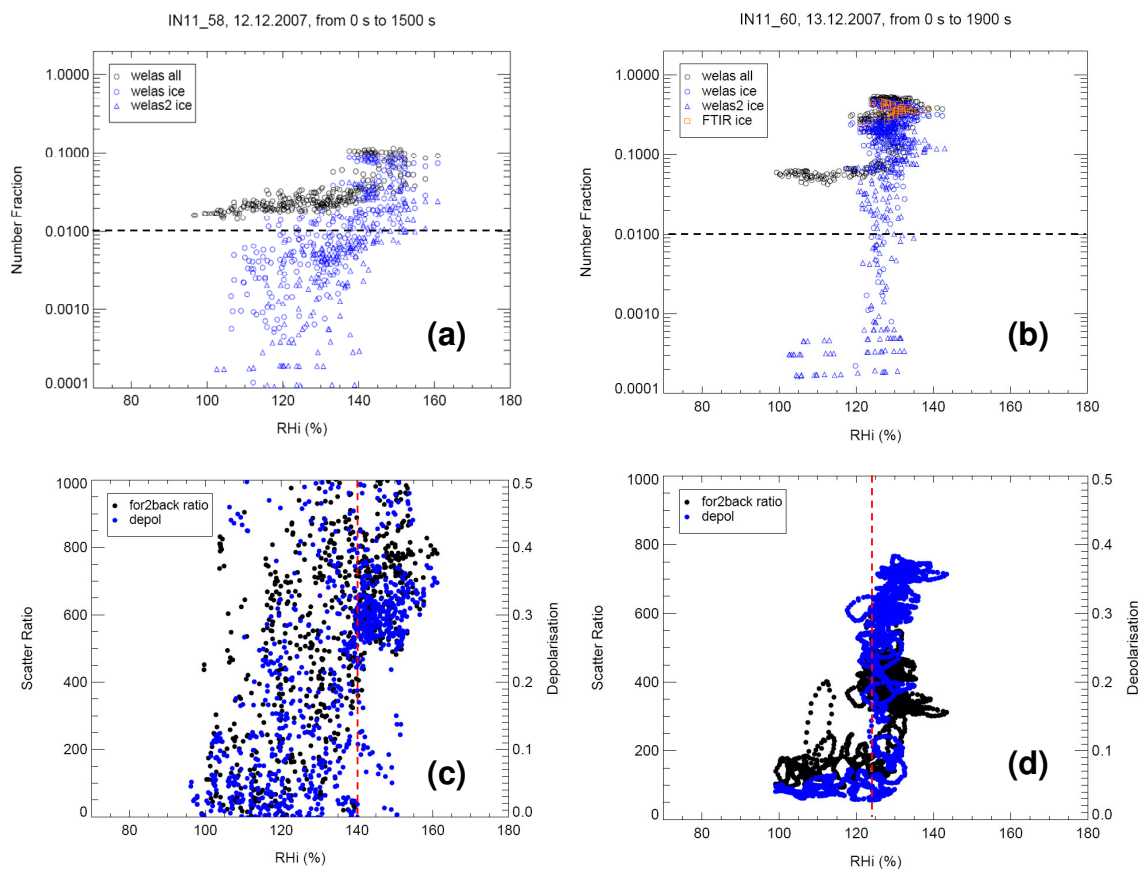 IN11_58, 12.12.2007, from 0 s to 1500 s
1.0000
0.1000
0.0100
0.0010
0.0001
Number Fraction
welas all
welas ice
welas2 ice
(a)
80 100 120 140 160 180
RHi (%)
IN11_60, 13.12.2007, from 0 s to 1900 s
1.0000
0.1000
0.0100
0.0010
0.0001
Number Fraction
welas all
welas ice
welas2 ice
FTIR ice
(b)
80 100 120 140 160 180
RHi (%)
1000
800
600
400
200
0
Scatter Ratio
for2back ratio
depol
0.5
0.4
0.3
0.2
0.1
0.0
Depolarisation
(c)
80 100 120 140 160 180
RHi (%)
1000
800
600
400
200
0
Scatter Ratio
for2back ratio
depol
0.5
0.4
0.3
0.2
0.1
0.0
Depolarisation
(d)
80 100 120 140 160 180
RHi (%)